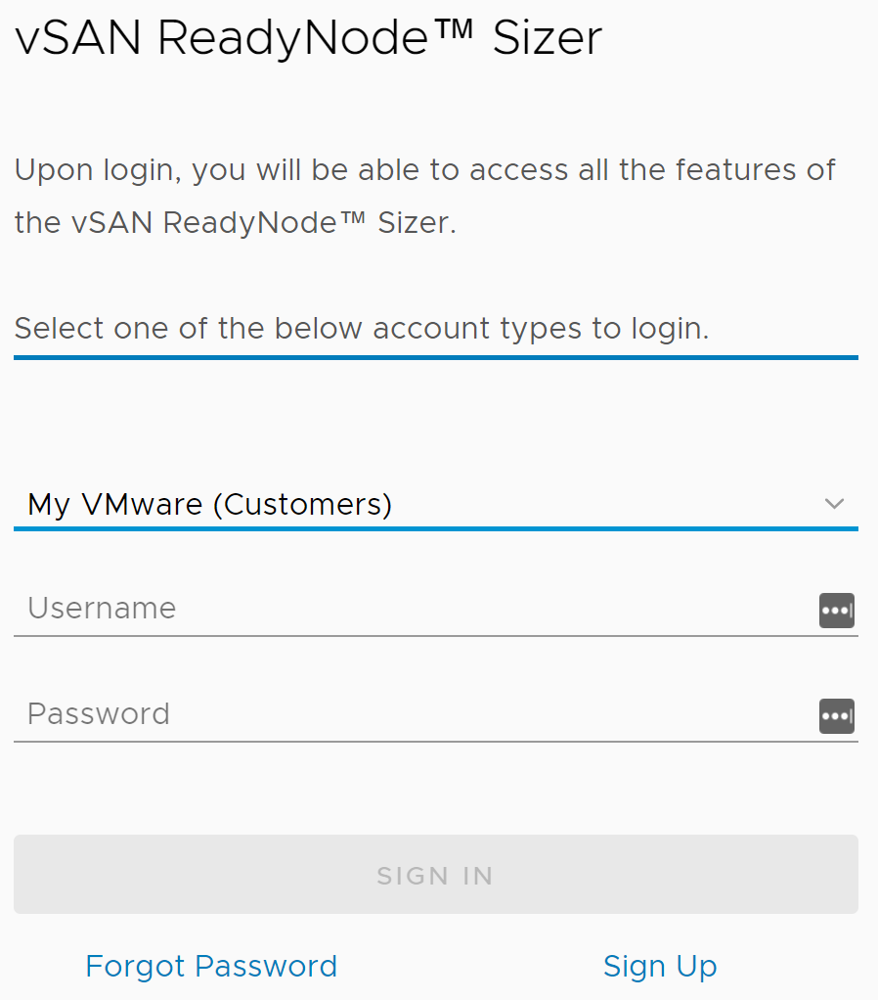 vSAN ReadyNode™ Sizer
Upon login, you will be able to access all the features of
the vSAN ReadyNode™ Sizer.
Select one of the below account types to login.
My VMware (Customers)
Username
Password
SIGN IN
Forgot Password
Sign Up